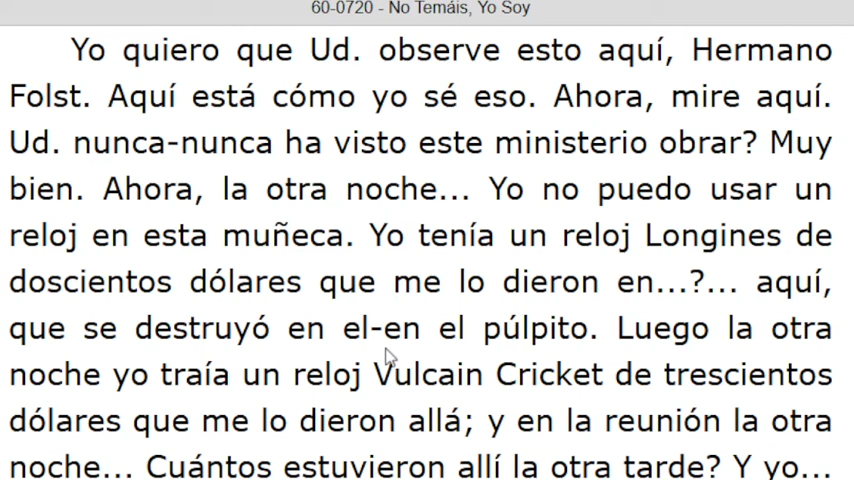 60-0720 - No Temáis, Yo Soy
Yo quiero que Ud. observe esto aquí, Hermano
Folst. Aquí está cómo yo sé eso. Ahora, mire aquí.
Ud. nunca-nunca ha visto este ministerio obrar? Muy
bien. Ahora, la otra noche... Yo no puedo usar un
reloj en esta muñeca. Yo tenía un reloj Longines de
doscientos dólares que me lo dieron en...?... aquí,
que se destruyó en el-en el púlpito. Luego la otra
noche yo traía un reloj Vulcain Cricket de trescientos
dólares que me lo dieron allá; y en la reunión la otra
noche... Cuántos estuvieron allí la otra tarde? Y yo...